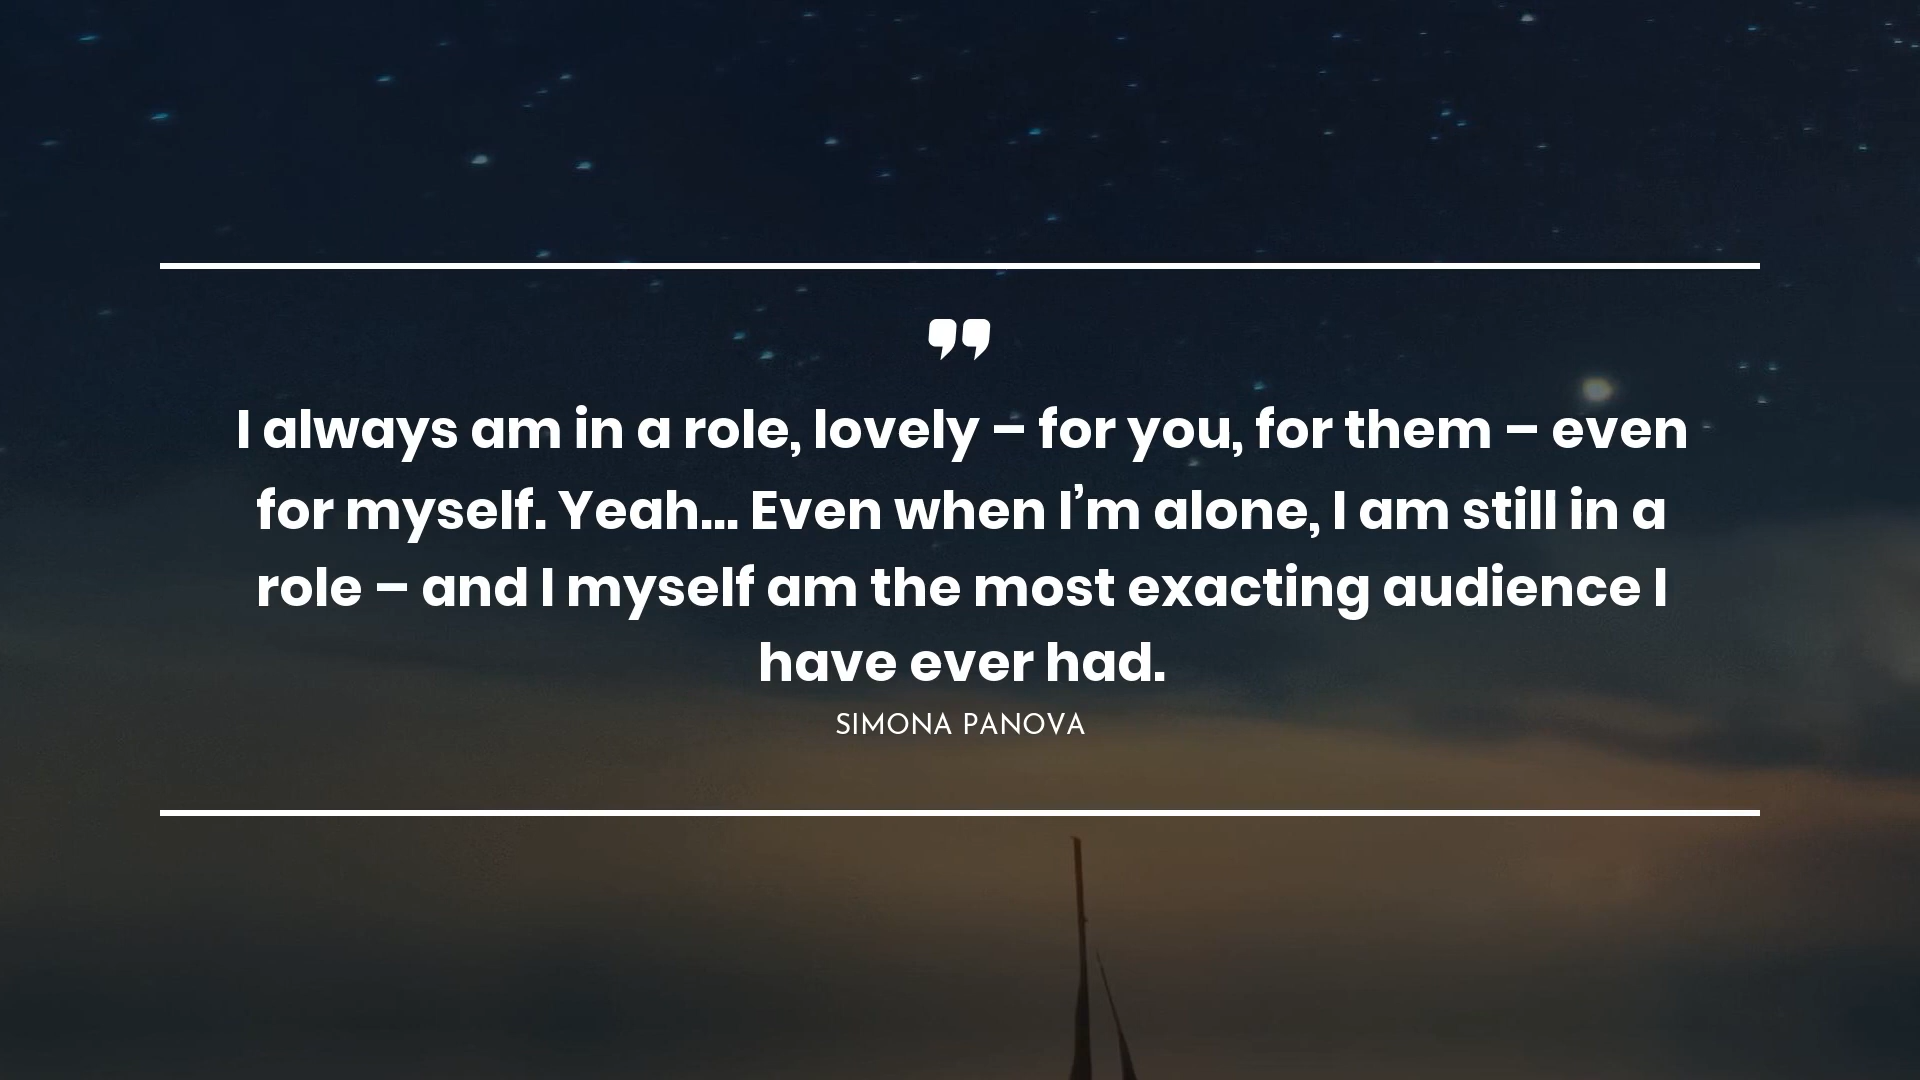 ”
I always am in a role, lovely – for you, for them – even
for myself. Yeah... Even when I’m alone, I am still in a
role – and I myself am the most exacting audience I
have ever had.
SIMONA PANOVA